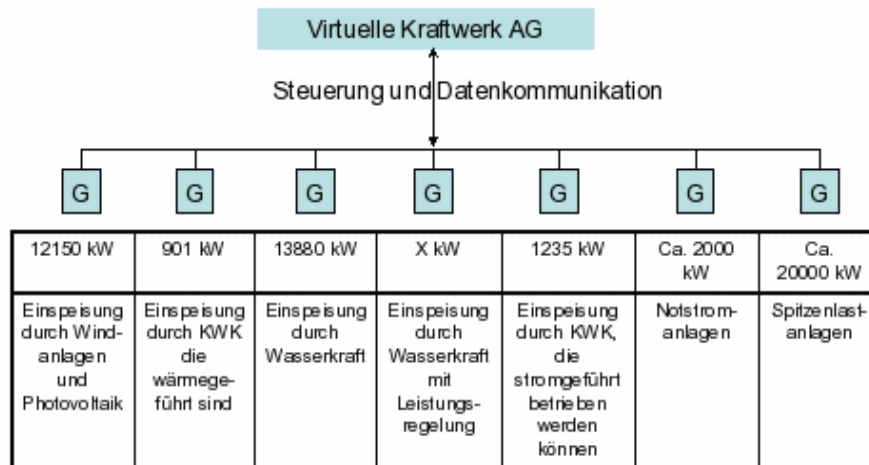 Virtuelle Kraftwerk AG
Steuerung und Datenkommunikation
G G G G G G G
12150 kW
901 kW
13880 kW
X kW
1235 kW
Ca. 2000
kW
Ca.
20000 kW
Einspeisung
durch Wind-
anlagen
und
Photovoltaik
Einspeisung
durch KWK
die
wärmege-
führt sind
Einspeisung
durch
Wasserkraft
Einspeisung
durch
Wasserkraft
mit
Leistungs-
regelung
Einspeisung
durch KWK,
die
stromgeführt
betrieben
werden
können
Notstrom-
anlagen
Spitzenlast-
anlagen